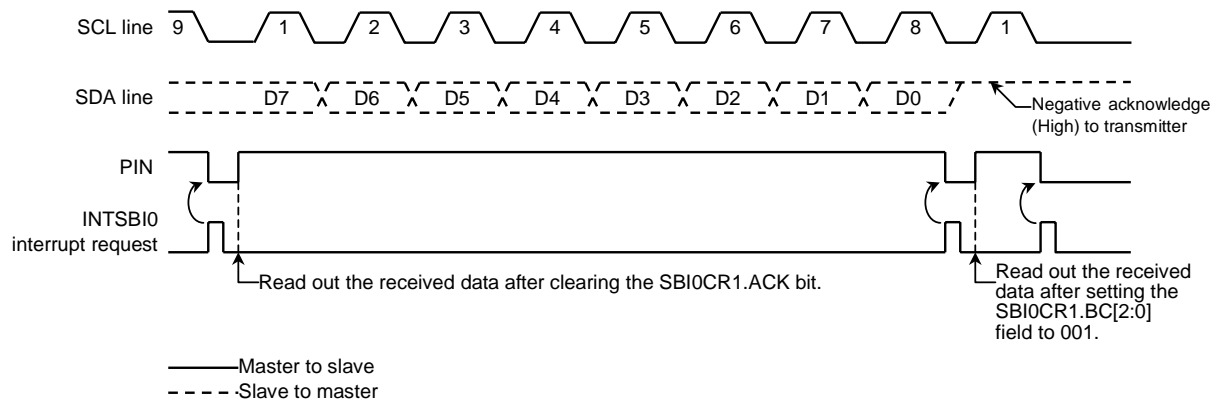 SCL line 9 1 2 3 4 5 6 7 8 1
SDA line D7 D6 D5 D4 D3 D2 D1 D0
Negative acknowledge
(High) to transmitter
PIN
INTSBI0
interrupt request
Read out the received data after clearing the SBI0CR1.ACK bit.
Read out the received
data after setting the
SBI0CR1.BC[2:0]
field to 001.
Master to slave
Slave to master